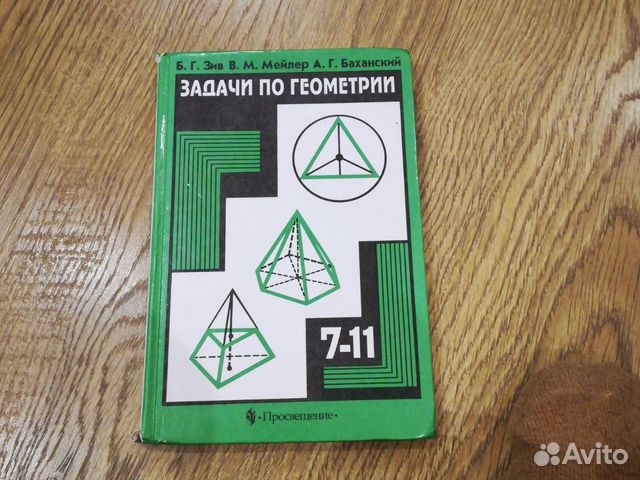 Б. Г. Зив В. М. Мейлер А. Г. Баханский
ЗАДАЧИ ПО ГЕОМЕТРИИ
7-11
•Просвещение•
Avito